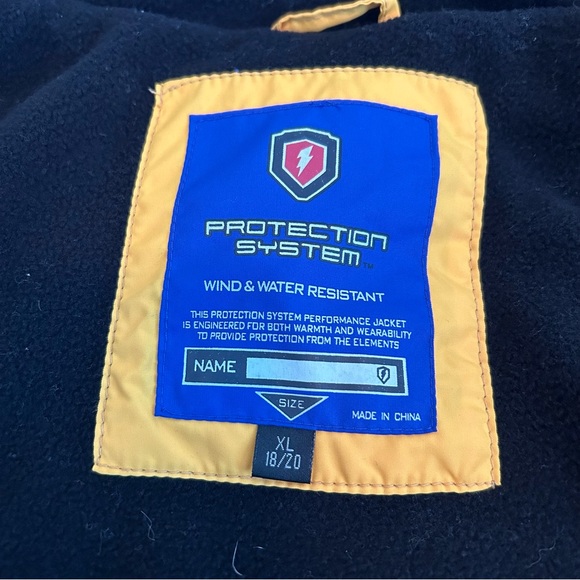 PROTECTION
SYSTEM™
WIND & WATER RESISTANT
THIS PROTECTION SYSTEM PERFORMANCE JACKET
IS ENGINEERED FOR BOTH WARMTH AND WEARABILITY
TO PROVIDE PROTECTION FROM THE ELEMENTS
NAME
SIZE
MADE IN CHINA
XL
18/20